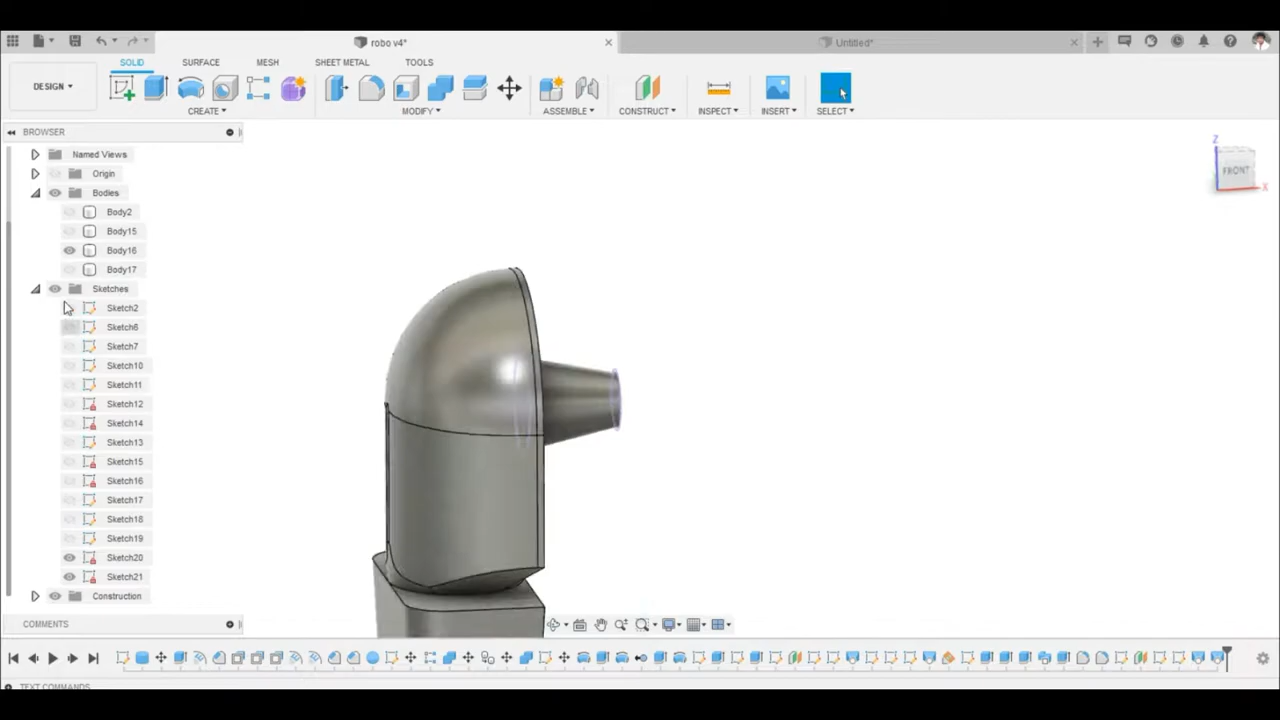 robo v4*
Untitled*
DESIGN
SOLID
SURFACE
MESH
SHEET METAL
TOOLS
CREATE
MODIFY
ASSEMBLE
CONSTRUCT
INSPECT
INSERT
SELECT
BROWSER
Named Views
Origin
Bodies
Body2
Body15
Body16
Body17
Sketches
Sketch2
Sketch6
Sketch7
Sketch10
Sketch11
Sketch12
Sketch14
Sketch13
Sketch15
Sketch16
Sketch17
Sketch18
Sketch19
Sketch20
Sketch21
Construction
Z
FRONT
X
COMMENTS
TEXT COMMANDS